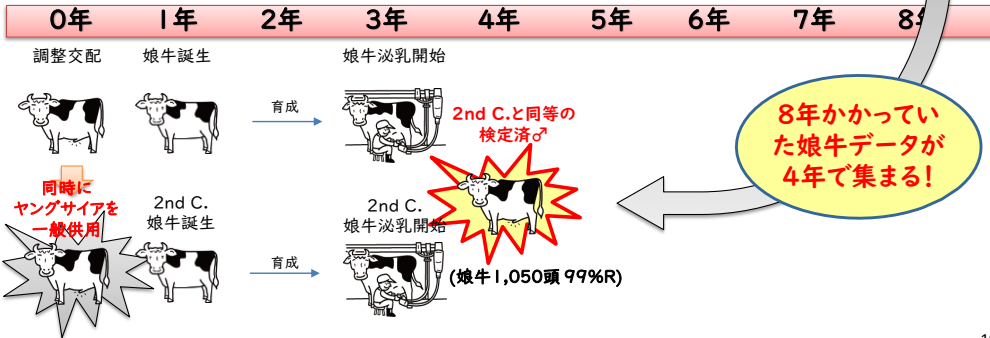 0年 1年 2年 3年 4年 5年 6年 7年 8年
調整交配 娘牛誕生 娘牛泌乳開始
育成
2nd C.と同等の
検定済♂
8年かかってい
た娘牛データが
4年で集まる!
同時に
ヤングサイアを
一般供用
2nd C.
娘牛誕生
2nd C.
娘牛泌乳開始
育成
(娘牛1,050頭 99%R)